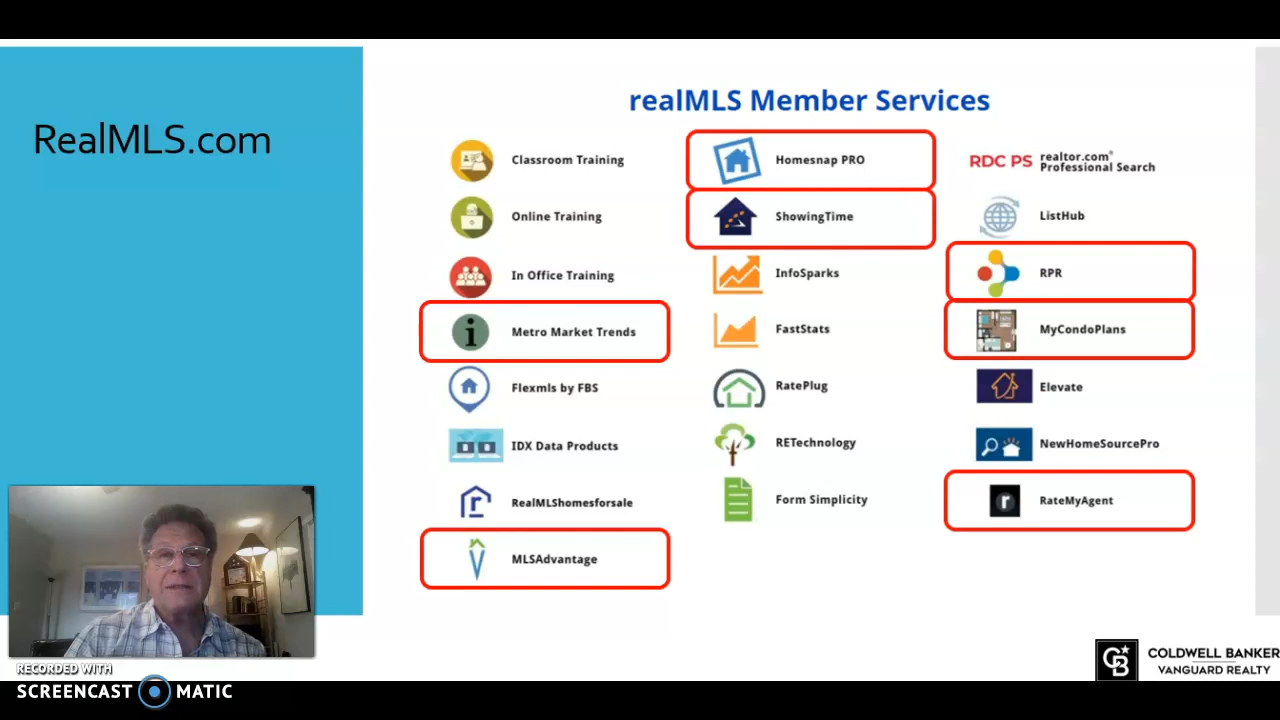 RealMLS.com
realMLS Member Services
Classroom Training
Online Training
In Office Training
Metro Market Trends
Flexmls by FBS
IDX Data Products
RealMLShomesforsale
MLSAdvantage
Homesnap PRO
ShowingTime
InfoSparks
FastStats
RatePlug
RETechnology
Form Simplicity
RDC PS realtor.com®
Professional Search
ListHub
RPR
MyCondoPlans
Elevate
NewHomeSourcePro
RateMyAgent
RECORDED WITH
SCREENCAST MATIC
CB
COLDWELL BANKER
VANGUARD REALTY